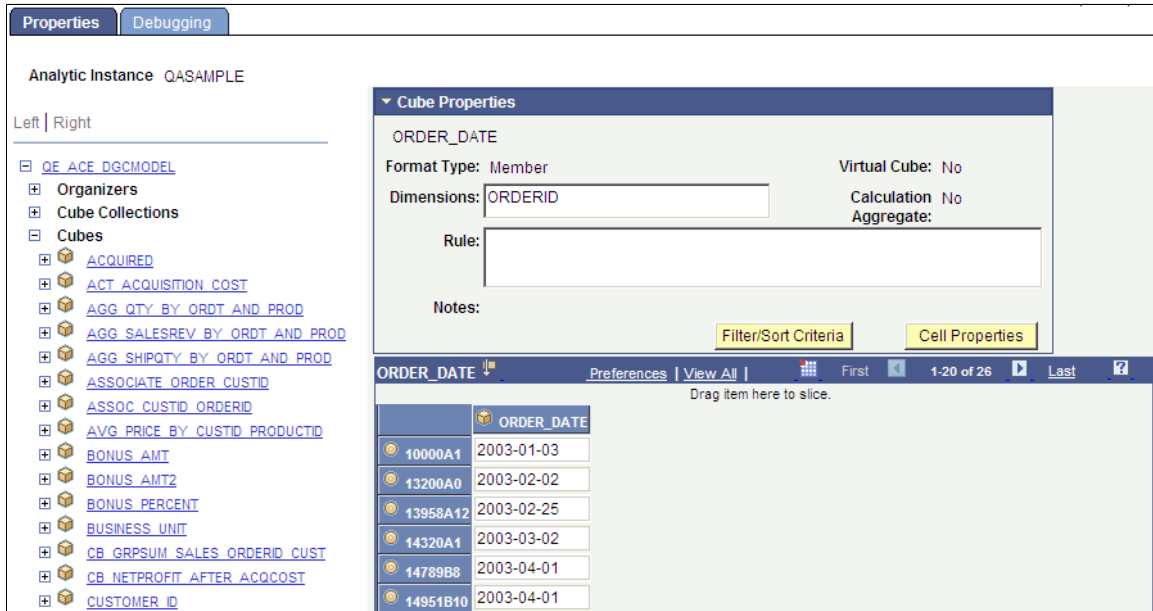 Properties Debugging
Analytic Instance QASAMPLE
Left | Right
QE_ACE_DGCMODEL
Organizers
Cube Collections
Cubes
ACQUIRED
ACT_ACQUISITION_COST
AGG_QTY_BY_ORDT_AND_PROD
AGG_SALESREV_BY_ORDT_AND_PROD
AGG_SHIPQTY_BY_ORDT_AND_PROD
ASSOCIATE_ORDER_CUSTID
ASSOC_CUSTID_ORDERID
AVG_PRICE_BY_CUSTID_PRODUCTID
BONUS_AMT
BONUS_AMT2
BONUS_PERCENT
BUSINESS_UNIT
CB_GRPSUM_SALES_ORDERID_CUST
CB_NETPROFIT_AFTER_ACQCOST
CUSTOMER_ID
Cube Properties
ORDER_DATE
Format Type: Member Virtual Cube: No
Dimensions: ORDERID Calculation No
Aggregate:
Rule:
Notes:
Filter/Sort Criteria Cell Properties
ORDER_DATE Preferences | View All | First 1-20 of 26 Last ?
Drag item here to slice.
ORDER_DATE
10000A1 2003-01-03
13200A0 2003-02-02
13958A12 2003-02-25
14320A1 2003-03-02
14789B8 2003-04-01
14951B10 2003-04-01